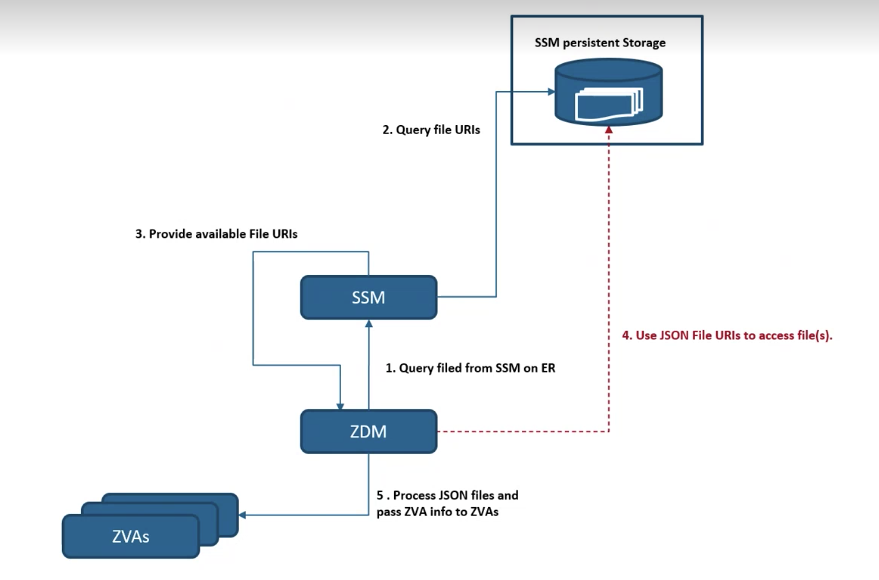 SSM persistent Storage
2. Query file URIs
3. Provide available File URIs
SSM
4. Use JSON File URIs to access file(s).
1. Query filed from SSM on ER
ZDM
5 . Process JSON files and
pass ZVA info to ZVAs
ZVAs